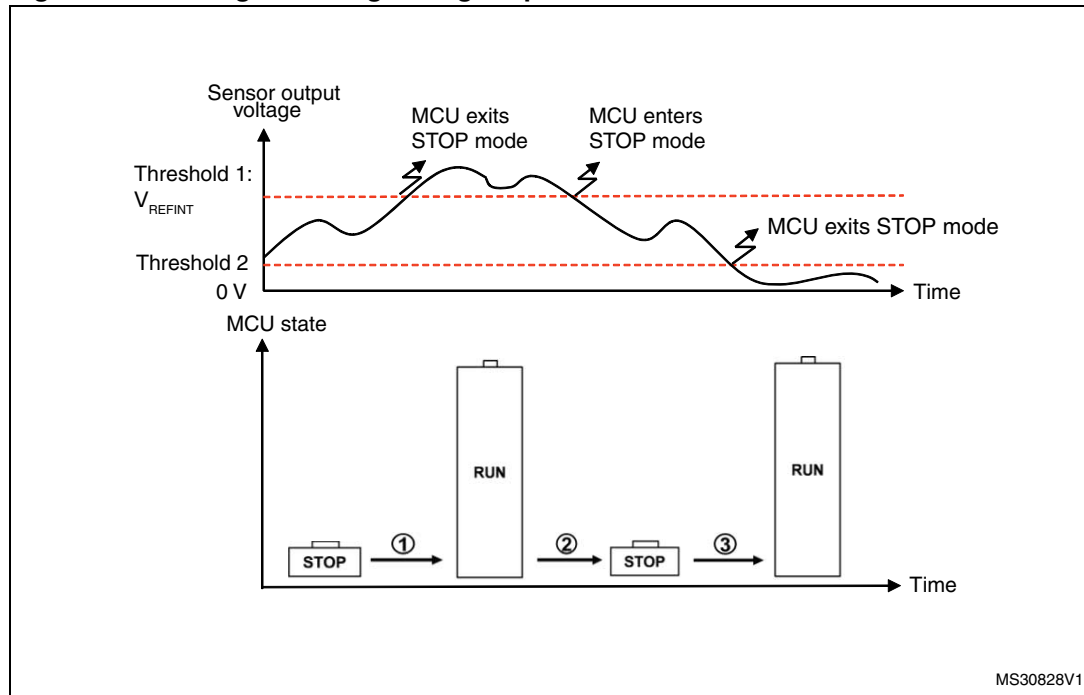 Sensor output
voltage
MCU exits
STOP mode
MCU enters
STOP mode
Threshold 1:
VREFINT
MCU exits STOP mode
Threshold 2
0 V
Time
MCU state
RUN
RUN
STOP
①
②
STOP
③
Time
MS30828V1